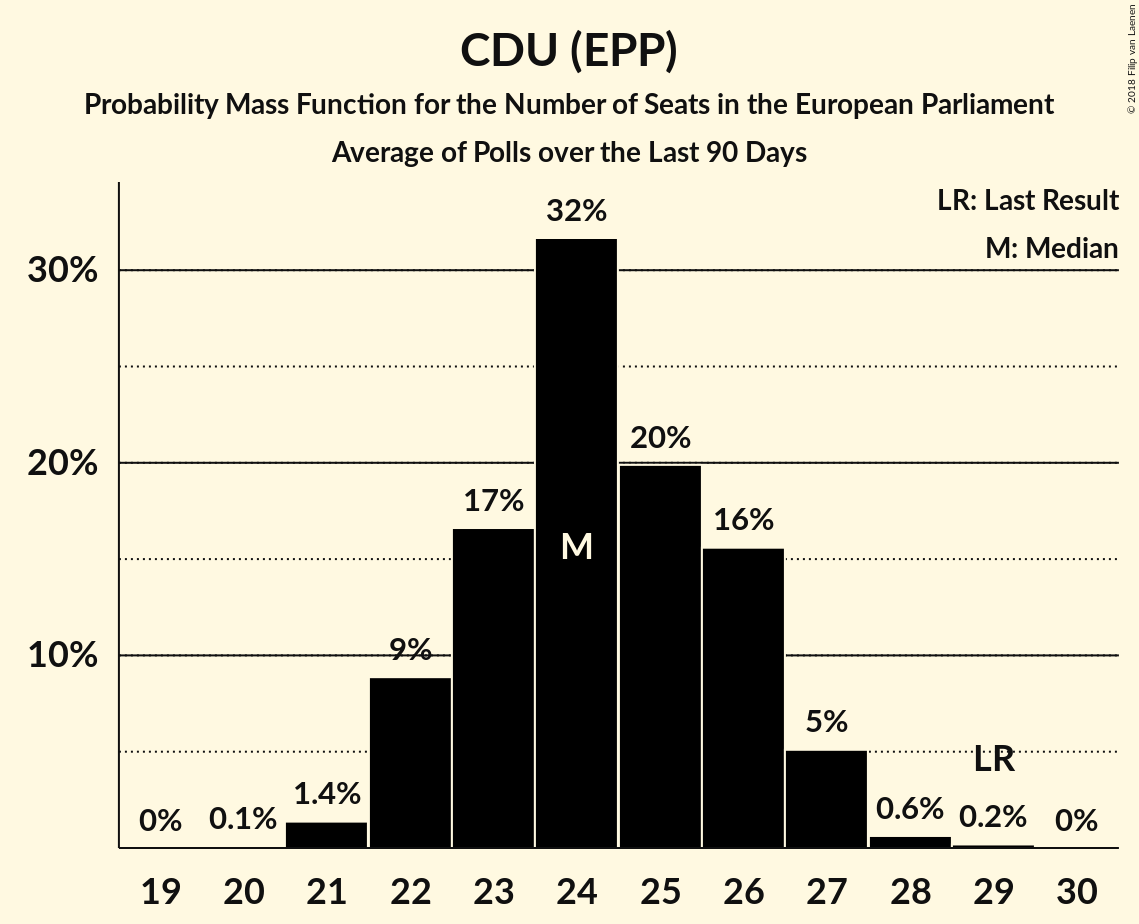 CDU (EPP)
Probability Mass Function for the Number of Seats in the European Parliament
Average of Polls over the Last 90 Days
© 2018 Filip van Laenen
LR: Last Result
M: Median
30%
20%
10%
0%
0.1%
1.4%
9%
17%
32%
M
20%
16%
5%
0.6%
LR
0.2%
0%
19 20 21 22 23 24 25 26 27 28 29 30